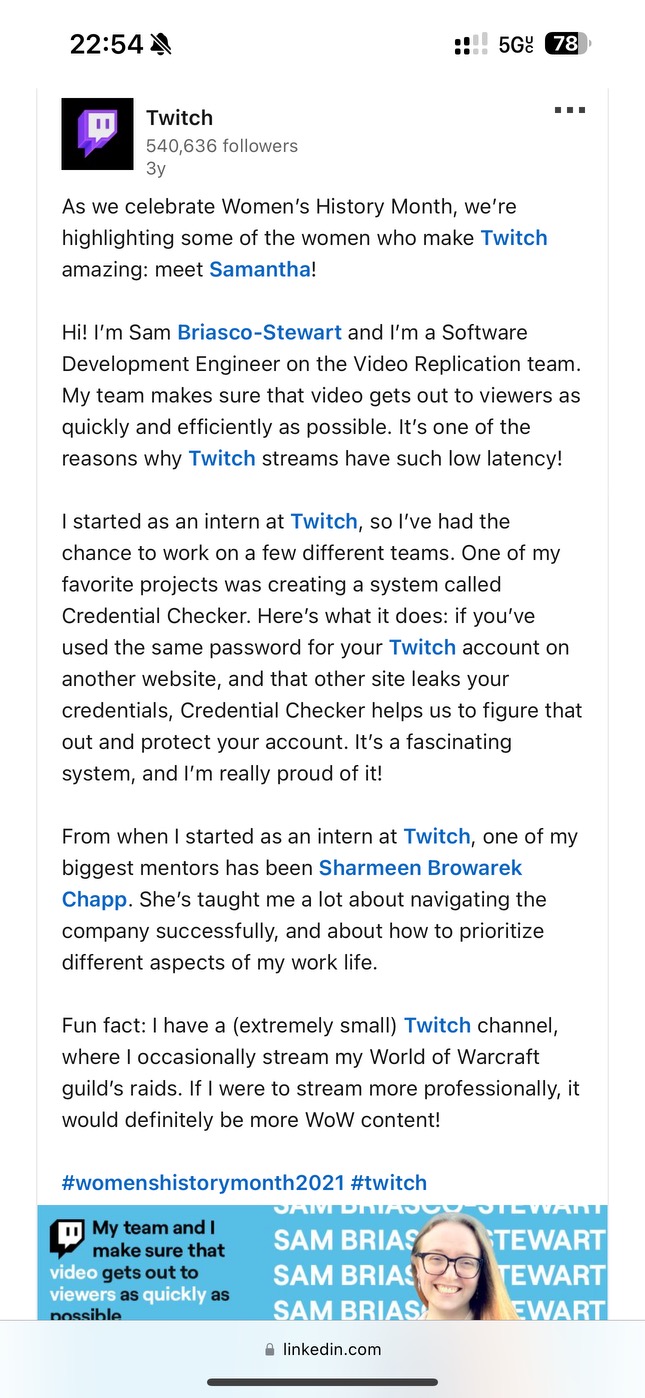 22:54
5G UC
78
Twitch
540,636 followers
3y
As we celebrate Women’s History Month, we’re
highlighting some of the women who make Twitch
amazing: meet Samantha!
Hi! I’m Sam Briasco-Stewart and I’m a Software
Development Engineer on the Video Replication team.
My team makes sure that video gets out to viewers as
quickly and efficiently as possible. It’s one of the
reasons why Twitch streams have such low latency!
I started as an intern at Twitch, so I’ve had the
chance to work on a few different teams. One of my
favorite projects was creating a system called
Credential Checker. Here’s what it does: if you’ve
used the same password for your Twitch account on
another website, and that other site leaks your
credentials, Credential Checker helps us to figure that
out and protect your account. It’s a fascinating
system, and I’m really proud of it!
From when I started as an intern at Twitch, one of my
biggest mentors has been Sharmeen Browarek
Chapp. She’s taught me a lot about navigating the
company successfully, and about how to prioritize
different aspects of my work life.
Fun fact: I have a (extremely small) Twitch channel,
where I occasionally stream my World of Warcraft
guild’s raids. If I were to stream more professionally, it
would definitely be more WoW content!
#womenshistorymonth2021 #twitch
My team and I
make sure that
video gets out to
viewers as quickly as
possible
SAM BRIASCO-STEWART
SAM BRIAS TEWART
SAM BRIAS TEWART
SAM BRIAS EWART
linkedin.com